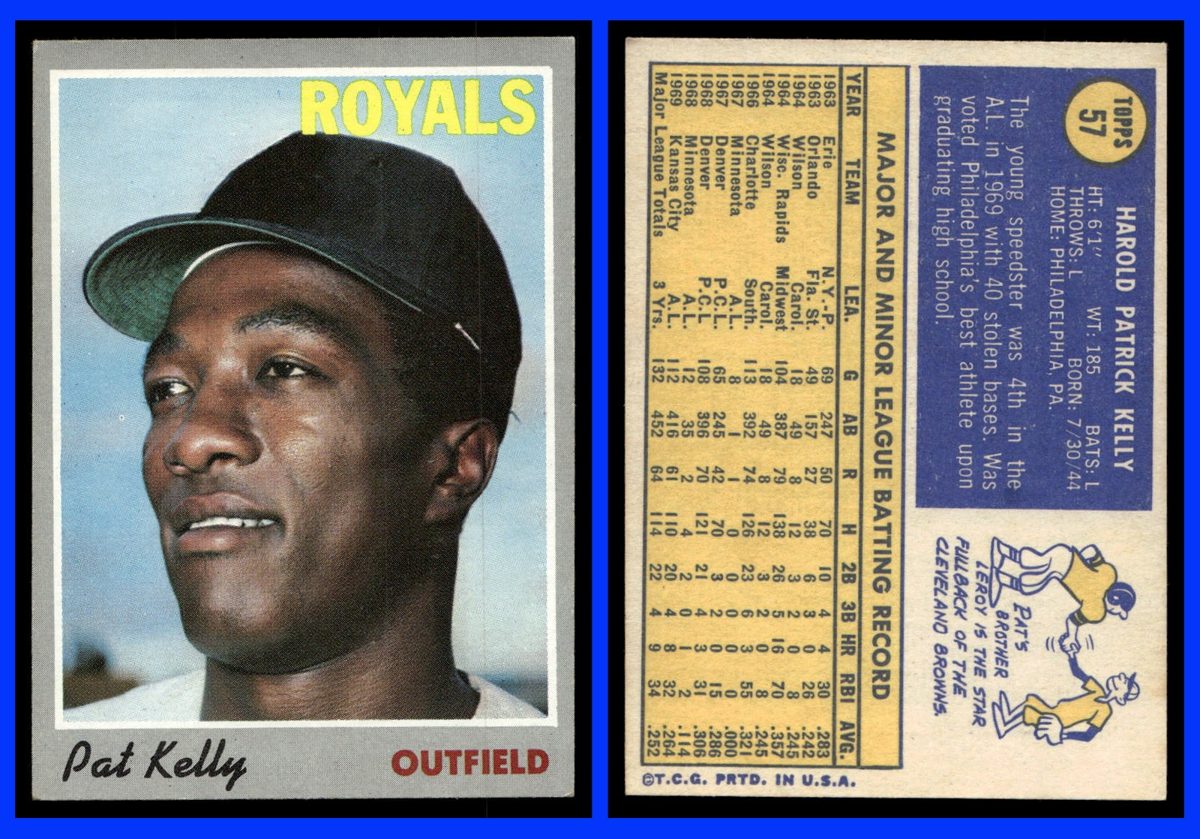 ROYALS
Pat Kelly
OUTFIELD
TOPPS
57
HAROLD PATRICK KELLY
HT: 6'1" WT: 185 BATS: L
THROWS: L BORN: 7/30/44
HOME: PHILADELPHIA, PA.
The young speedster was 4th in the
A.L. in 1969 with 40 stolen bases. Was
voted Philadelphia's best athlete upon
graduating high school.
PAT'S
BROTHER
LEROY IS THE STAR
FULLBACK OF THE
CLEVELAND BROWNS.
MAJOR AND MINOR LEAGUE BATTING RECORD
YEAR TEAM LEA. G AB R H 2B 3B HR RBI AVG.
1963 Erie N.Y.-P. 69 247 50 70 10 4 4 30 .283
1963 Orlando Fla. St. 49 157 27 38 6 0 26 .242
1964 Wilson Carol. 18 49 8 12 3 2 0 8 .245
1964 Wisc. Rapids Midwest 104 387 79 138 26 5 16 70 .357
1964 Wilson Carol. 18 49 8 12 3 2 0 8 .245
1966 Charlotte South. 113 392 74 126 23 6 3 55 .321
1967 Minnesota A.L. 8 1 1 0 0 0 0 0 .000
1967 Denver P.C.L. 65 245 42 70 2 0 15 .286
1968 Denver P.C.L. 108 396 70 121 21 3 3 31 .306
1968 Minnesota A.L. 12 35 2 4 2 0 1 2 .114
1969 Kansas City A.L. 112 416 61 110 20 4 8 32 .264
Major League Totals 3 Yrs. 132 452 64 114 22 4 9 34 .252
©T.C.G. PRTD. IN U.S.A.